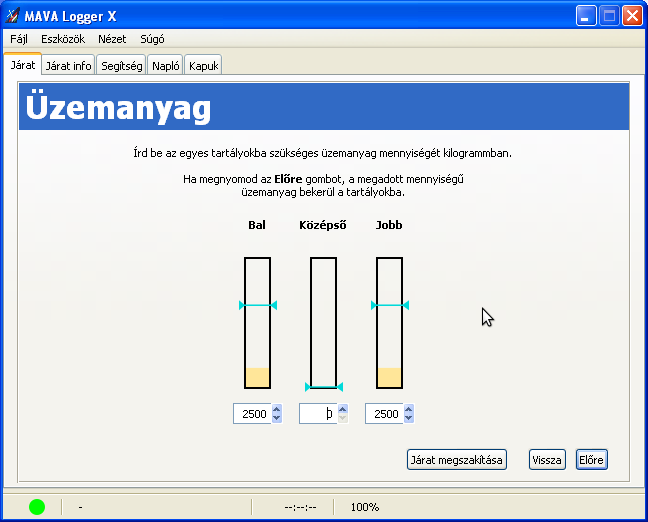 MAVA Logger X
Fájl Eszközök Nézet Súgó
Járat Járat info Segítség Napló Kapuk
Üzemanyag
Írd be az egyes tartályokba szükséges üzemanyag mennyiségét kilogrammban.
Ha megnyomod az Előre gombot, a megadott mennyiségű
üzemanyag bekerül a tartályokba.
Bal Középső Jobb
2500 0 2500
Járat megszakítása Vissza Előre
- --:--:-- 100%